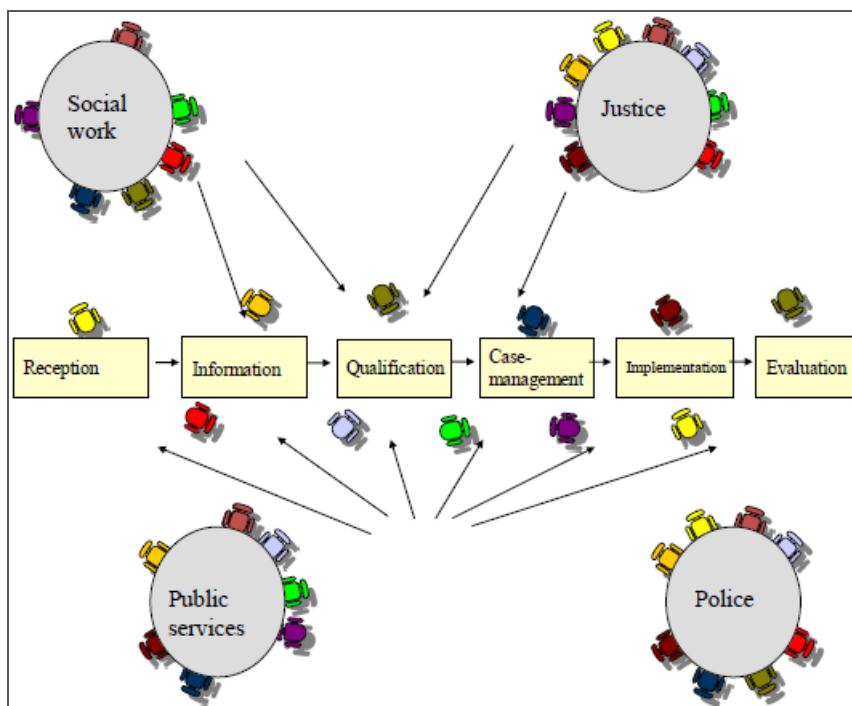 Social
work
Justice
Reception
Information
Qualification
Case-
management
Implementation
Evaluation
Public
services
Police